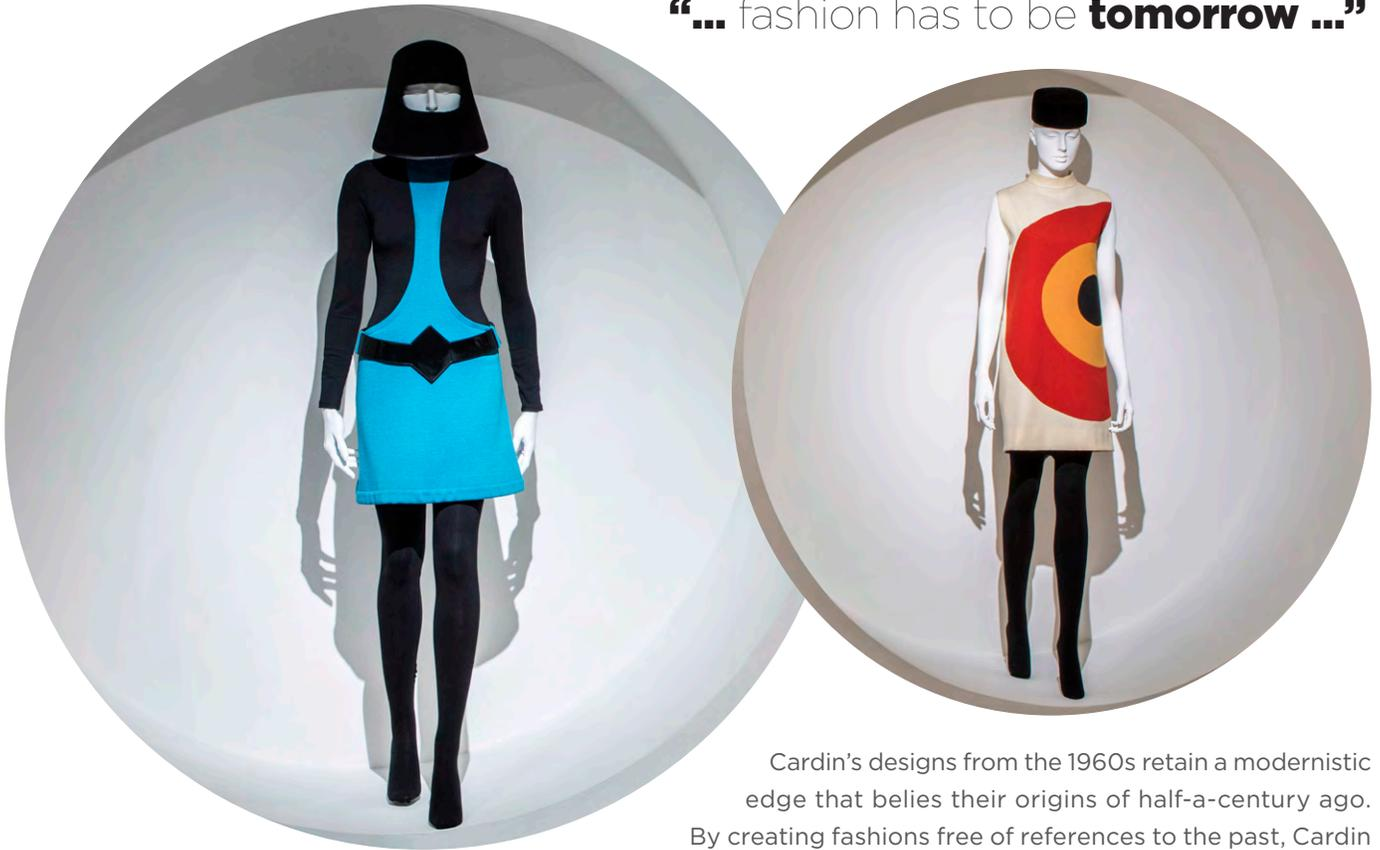 “... fashion has to be tomorrow ...”
Cardin’s designs from the 1960s retain a modernistic
edge that belies their origins of half-a-century ago.
By creating fashions free of references to the past, Cardin